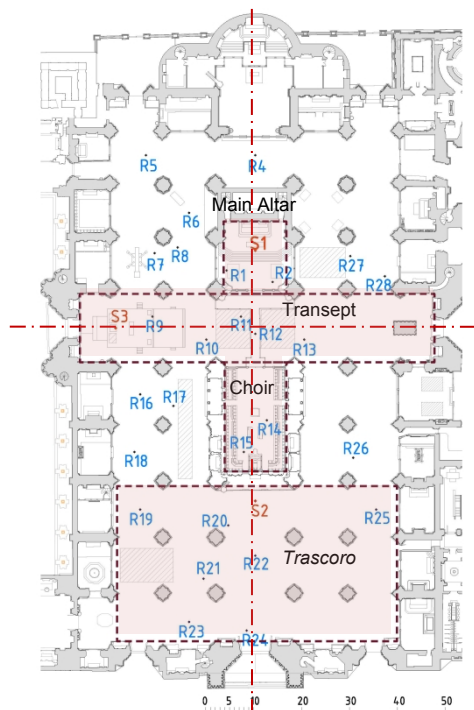 R5
R4
Main Altar
R6
S1
R7 R8
R27
R1 R2
R28
Transept
S3 R9
R11
R12
R10
R13
Choir
R16
R17
R14
R15
R26
R18
S2
R19
R20
R25
R22
Trascoro
R21
R23
R24
0 5 10 20 30 40 50